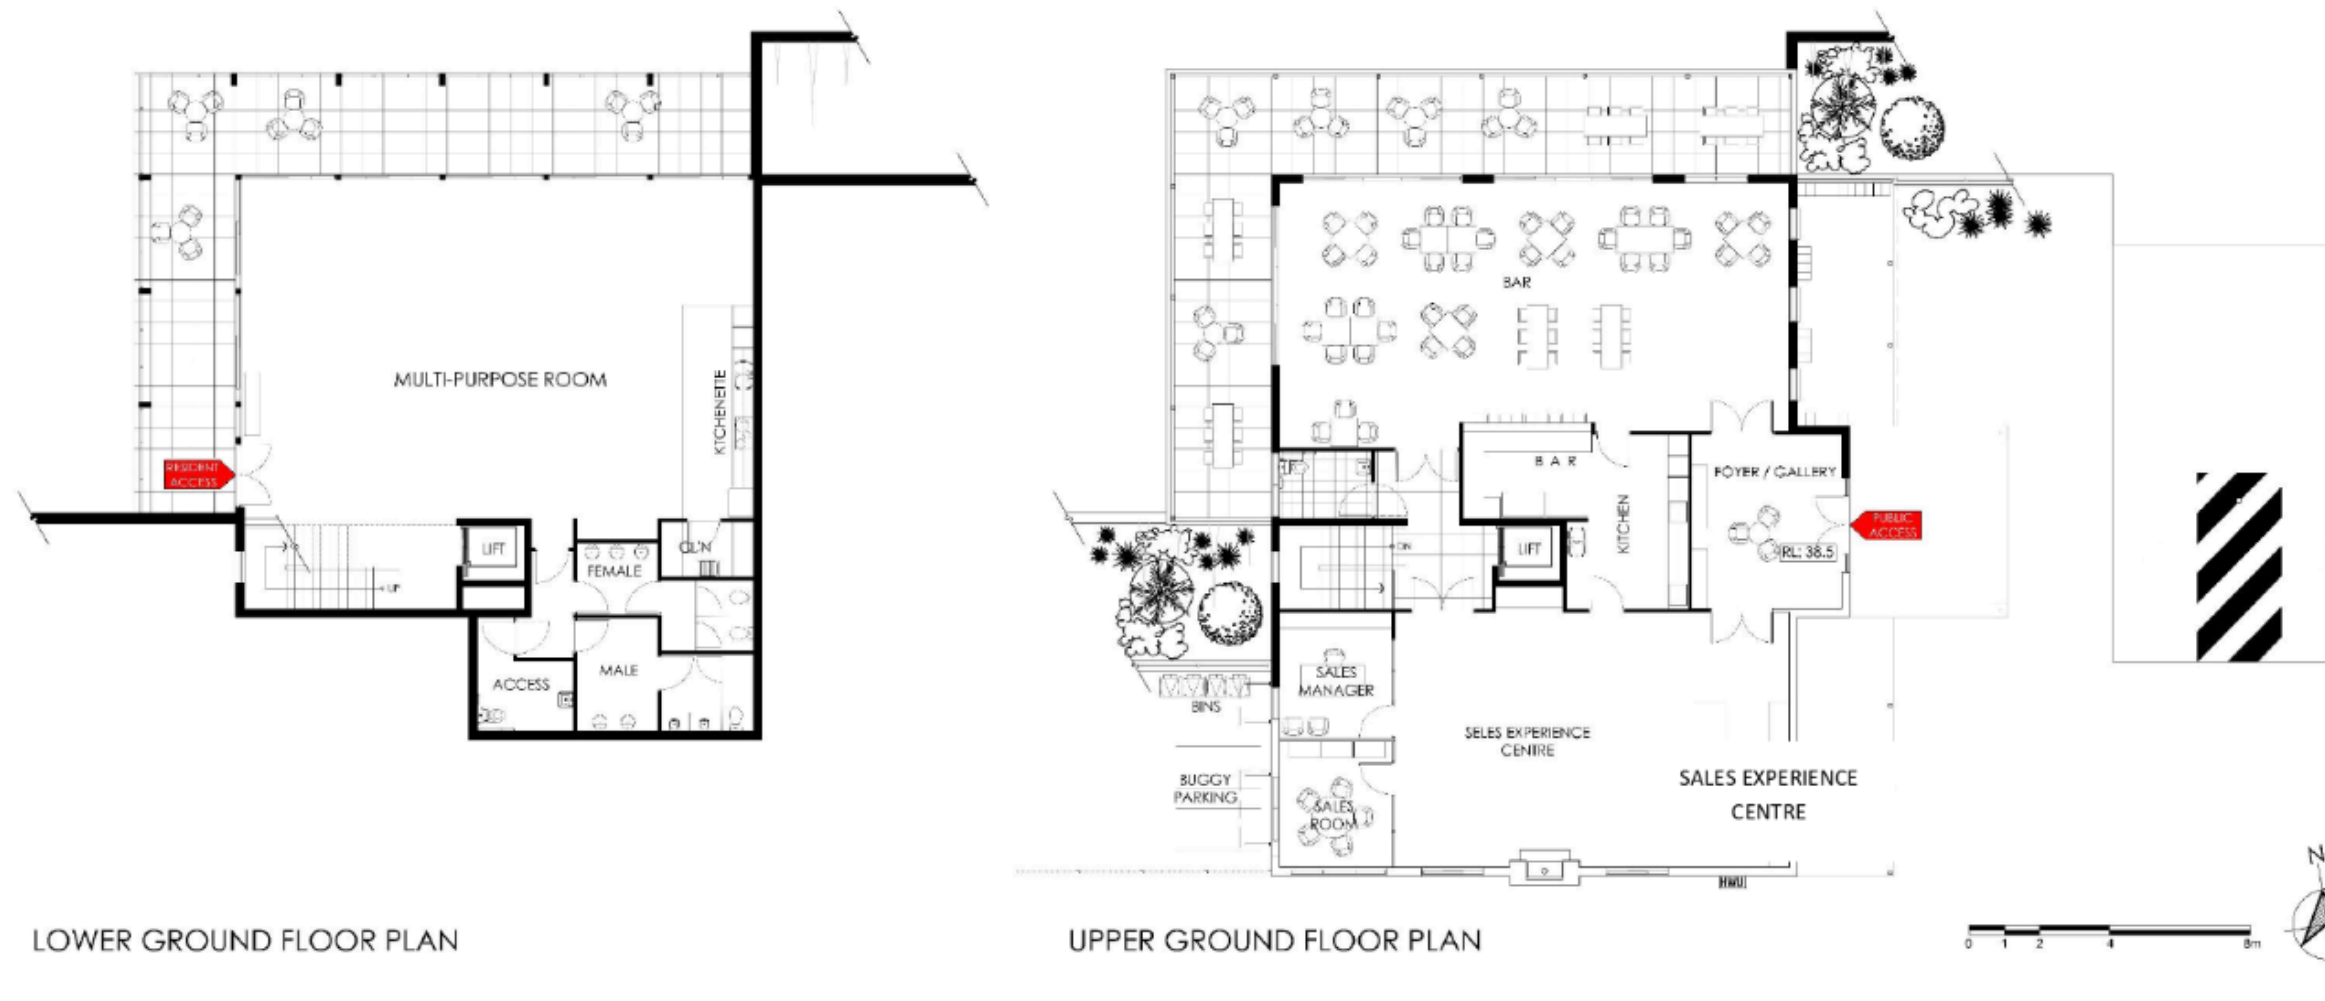 MULTI-PURPOSE ROOM
KITCHENETTE
RESIDENT
ACCESS
UP
LIFT
CL'N
FEMALE
ACCESS
MALE
LOWER GROUND FLOOR PLAN
BAR
BAR
KITCHEN
FOYER / GALLERY
PUBLIC
ACCESS
RL: 38.5
DN
LIFT
SALES
MANAGER
BINS
SELES EXPERIENCE
CENTRE
SALES EXPERIENCE
CENTRE
BUGGY
PARKING
SALES
ROOM
HWU
UPPER GROUND FLOOR PLAN
0 1 2 4 8m
N